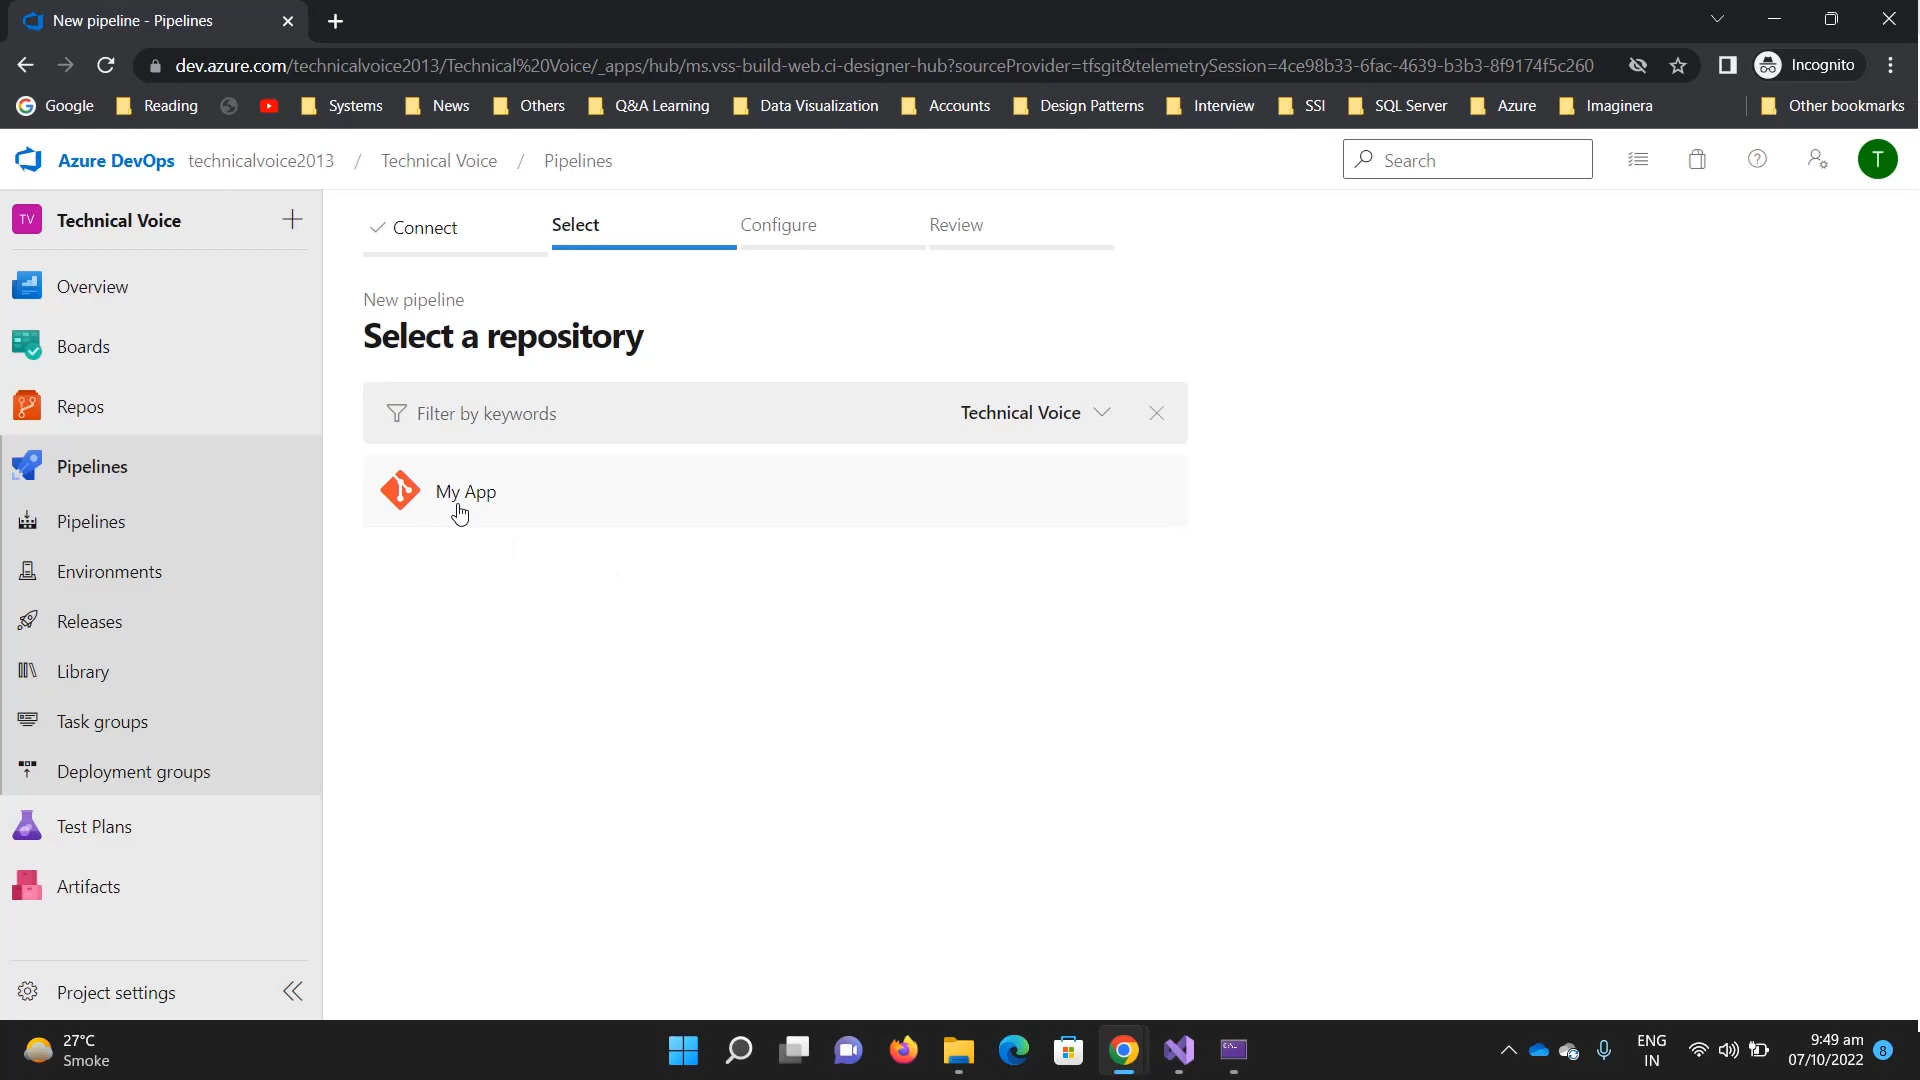 New pipeline - Pipelines
dev.azure.com/technicalvoice2013/Technical%20Voice/_apps/hub/ms.vss-build-web.ci-designer-hub?sourceProvider=tfsgit&telemetrySession=4ce98b33-6fac-4639-b3b3-8f9174f5c260
Incognito
Google Reading Systems News Others Q&A Learning Data Visualization Accounts Design Patterns Interview SSI SQL Server Azure Imaginera Other bookmarks
Azure DevOps technicalvoice2013 / Technical Voice / Pipelines
Search
T
TV Technical Voice
Overview
Boards
Repos
Pipelines
Pipelines
Environments
Releases
Library
Task groups
Deployment groups
Test Plans
Artifacts
Project settings
Connect Select Configure Review
New pipeline
Select a repository
Filter by keywords Technical Voice
My App
27°C
Smoke
ENG
IN
9:49 am
07/10/2022
8